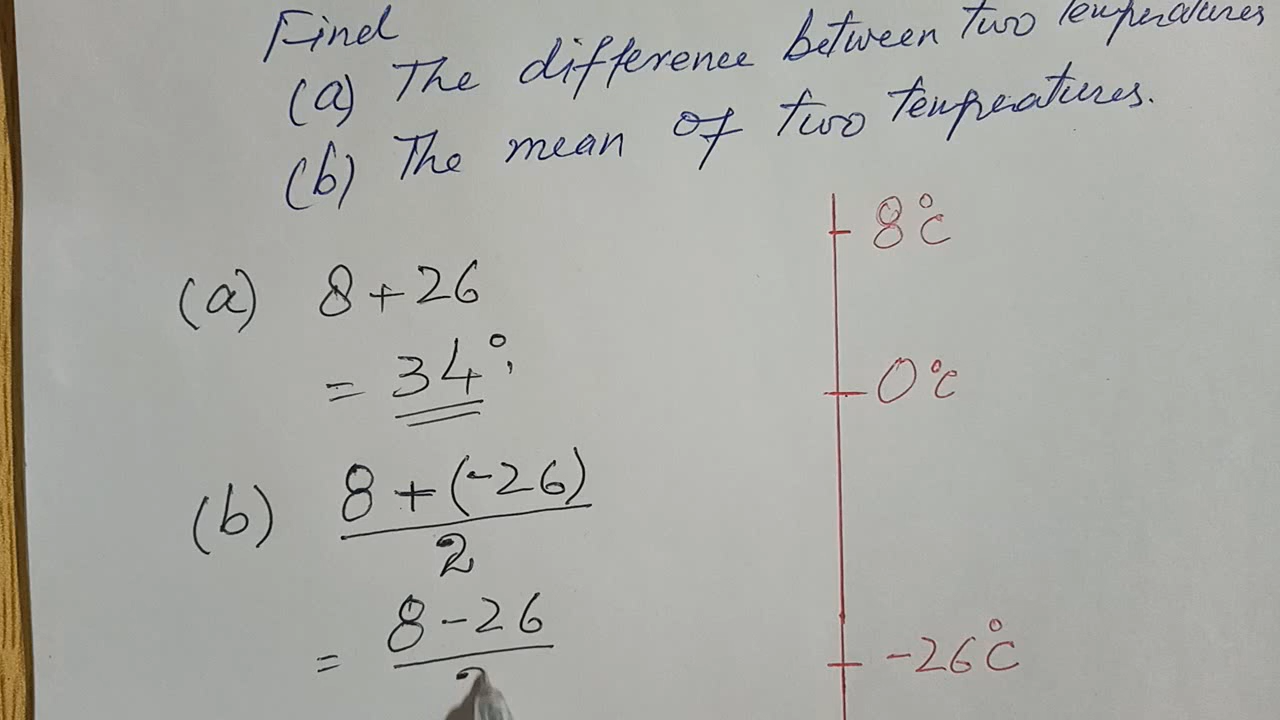 Find
(a) The difference between two temperatures
(b) The mean of two temperatures.
8°C
(a) 8 + 26
= 34°
0°C
(b) 8 + (-26)
2
= 8 - 26
2
-26°C